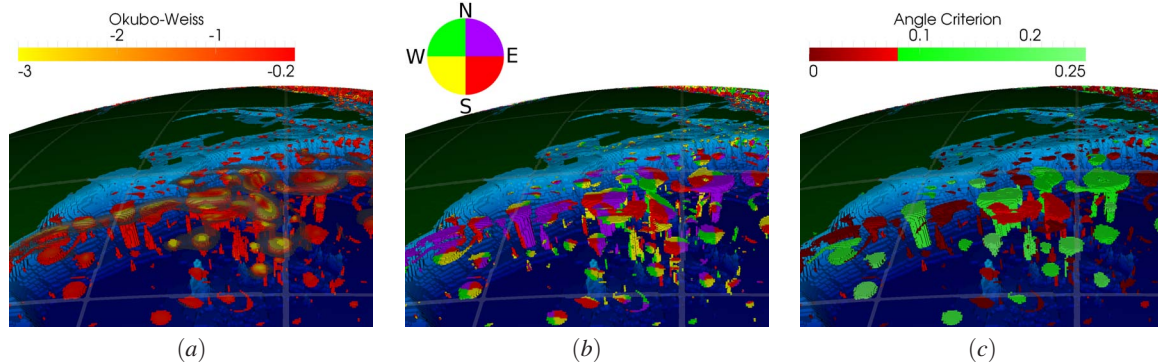 Okubo-Weiss
-2 -1
-3 -0.2
N
W E
S
Angle Criterion
0.1 0.2
0 0.25
(a) (b) (c)